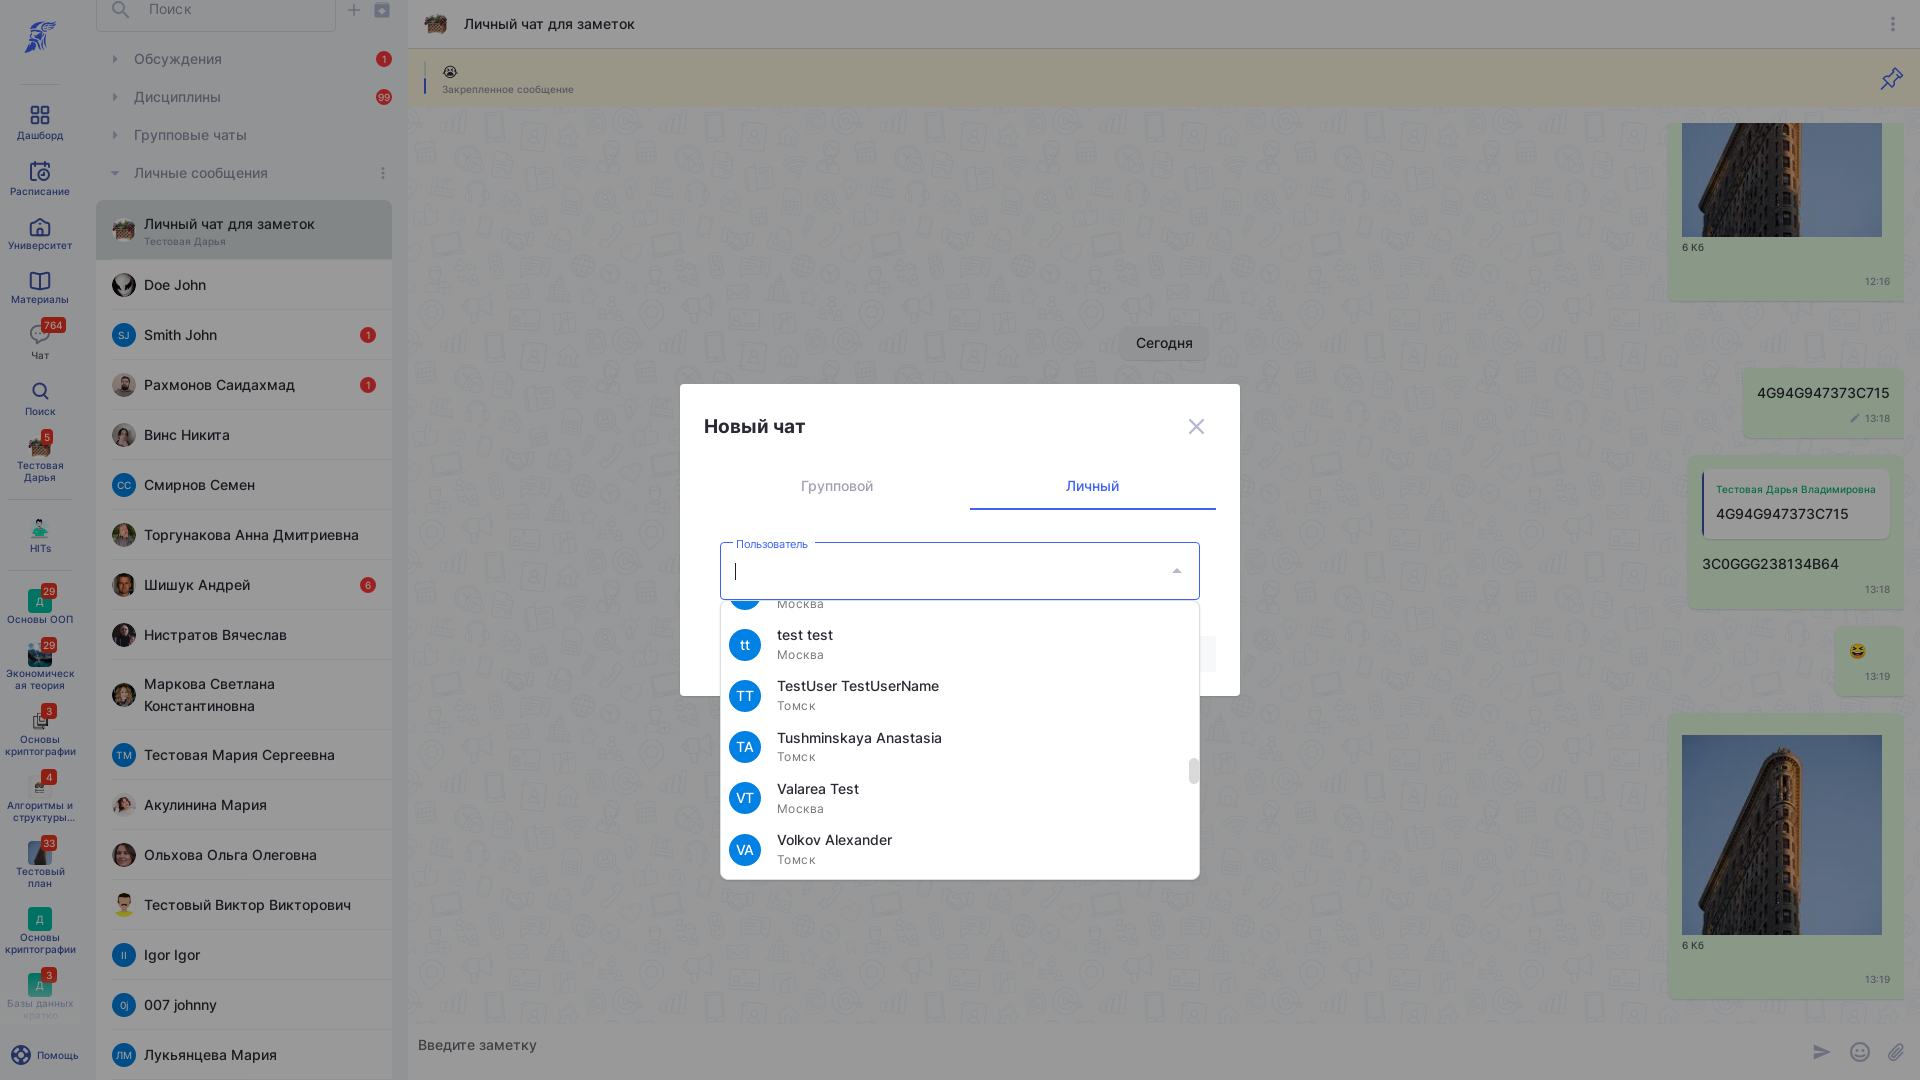 Дашборд
Расписание
Университет
Материалы
764
Чат
Поиск
5
Тестовая
Дарья
HITs
29
Д
Основы ООП
29
Экономическ
ая теория
3
Основы
криптографии
4
Алгоритмы и
структуры...
33
Тестовый
план
Д
Основы
криптографии
3
Д
Базы данных
кратко
Помощь
Поиск
Обсуждения
1
Дисциплины
99
Групповые чаты
Личные сообщения
Личный чат для заметок
Тестовая Дарья
Doe John
SJ
Smith John
1
Рахмонов Саидахмад
1
Винс Никита
СС
Смирнов Семен
Торгунакова Анна Дмитриевна
Шишук Андрей
6
Нистратов Вячеслав
Маркова Светлана
Константиновна
ТМ
Тестовая Мария Сергеевна
Акулинина Мария
Ольхова Ольга Олеговна
Тестовый Виктор Викторович
II
Igor Igor
0j
007 johnny
ЛМ
Лукьянцева Мария
Личный чат для заметок
😭
Закрепленное сообщение
6 Кб
12:16
Сегодня
4G94G947373C715
13:18
Тестовая Дарья Владимировна
4G94G947373C715
3C0GGG238134B64
13:18
😆
13:19
6 Кб
13:19
Введите заметку
Новый чат
Групповой
Личный
Пользователь
Москва
tt
test test
Москва
TT
TestUser TestUserName
Томск
TA
Tushminskaya Anastasia
Томск
VT
Valarea Test
Москва
VA
Volkov Alexander
Томск